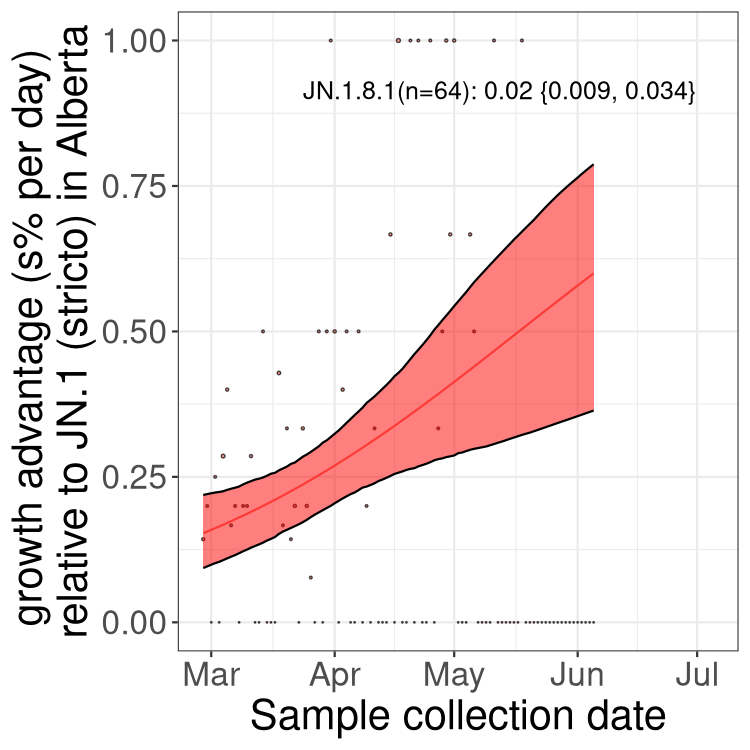 growth advantage (s% per day)
relative to JN.1 (stricto) in Alberta
1.00
0.75
0.50
0.25
0.00
JN.1.8.1(n=64): 0.02 {0.009, 0.034}
Mar Apr May Jun Jul
Sample collection date